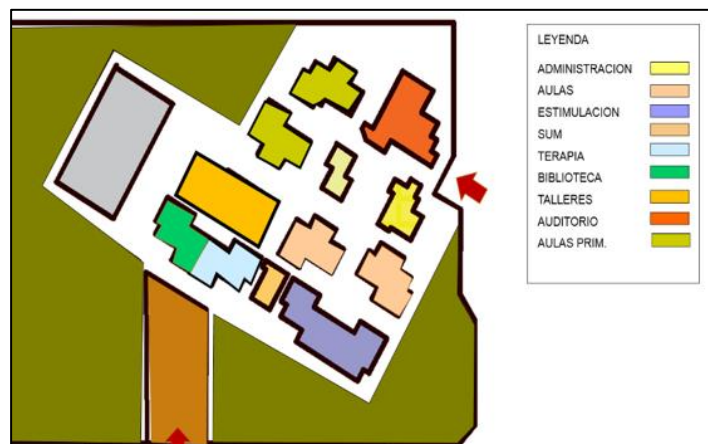 LEYENDA
ADMINISTRACION
AULAS
ESTIMULACION
SUM
TERAPIA
BIBLIOTECA
TALLERES
AUDITORIO
AULAS PRIM.